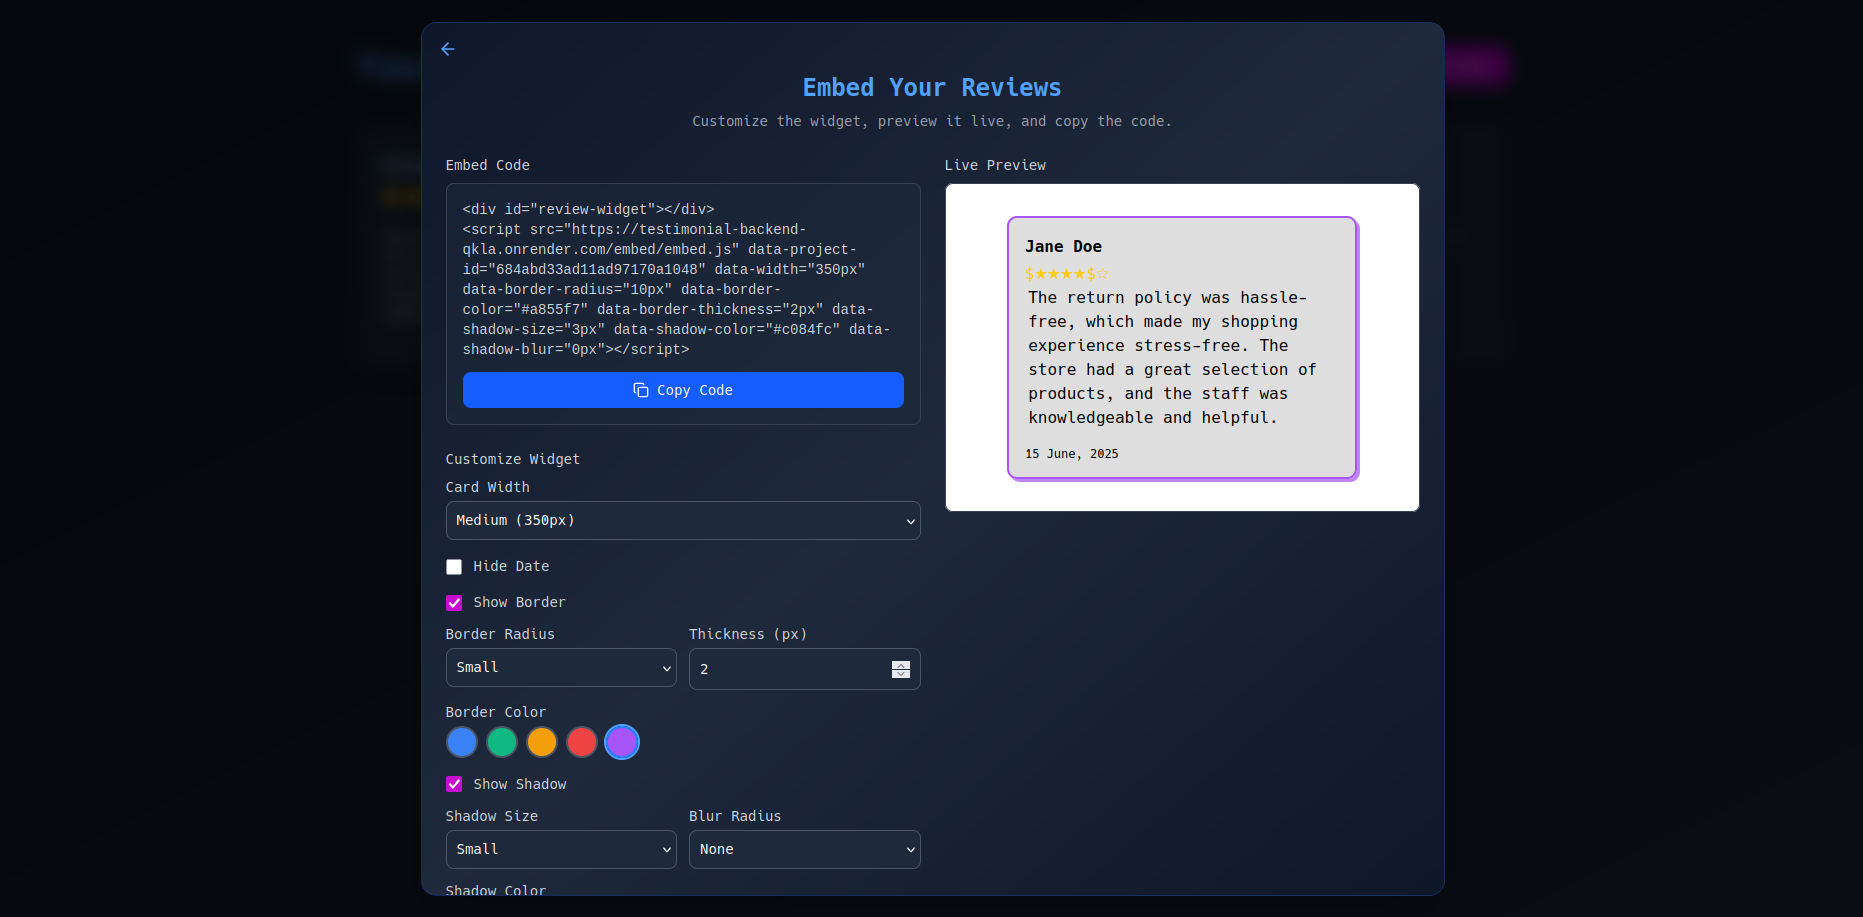 Embed Your Reviews
Customize the widget, preview it live, and copy the code.
Embed Code
<div id="review-widget"></div>
<script src="https://testimonial-backend-
qkla.onrender.com/embed/embed.js" data-project-
id="684abd33ad11ad97170a1048" data-width="350px"
data-border-radius="10px" data-border-
color="#a855f7" data-border-thickness="2px" data-
shadow-size="3px" data-shadow-color="#c084fc" data-
shadow-blur="0px"></script>
Copy Code
Customize Widget
Card Width
Medium (350px)
Hide Date
Show Border
Border Radius
Thickness (px)
Small
2
Border Color
Show Shadow
Shadow Size
Blur Radius
Small
None
Shadow Color
Live Preview
Jane Doe
$★★★★$☆
The return policy was hassle-
free, which made my shopping
experience stress-free. The
store had a great selection of
products, and the staff was
knowledgeable and helpful.
15 June, 2025